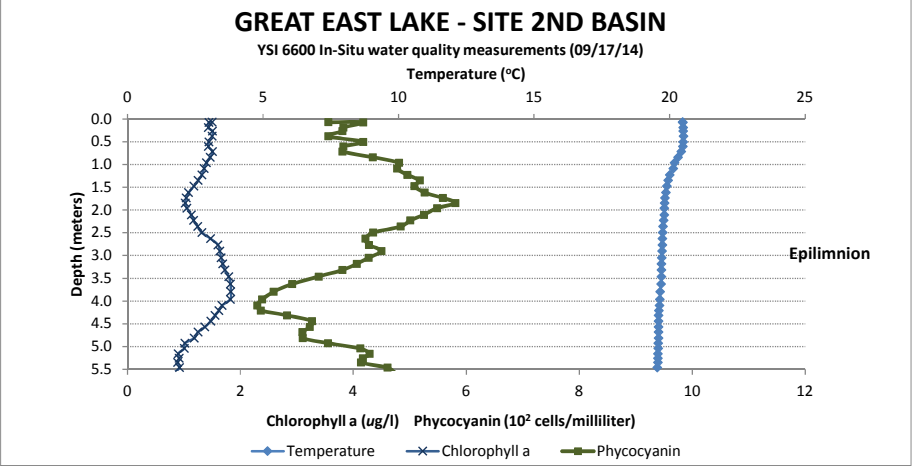 GREAT EAST LAKE - SITE 2ND BASIN
YSI 6600 In-Situ water quality measurements (09/17/14)
Temperature (°C)
0 5 10 15 20 25
0.0
0.5
1.0
1.5
2.0
2.5
3.0
3.5
4.0
4.5
5.0
5.5
Depth (meters)
Epilimnion
0 2 4 6 8 10 12
Chlorophyll a (ug/l) Phycocyanin (10² cells/milliliter)
Temperature Chlorophyll a Phycocyanin